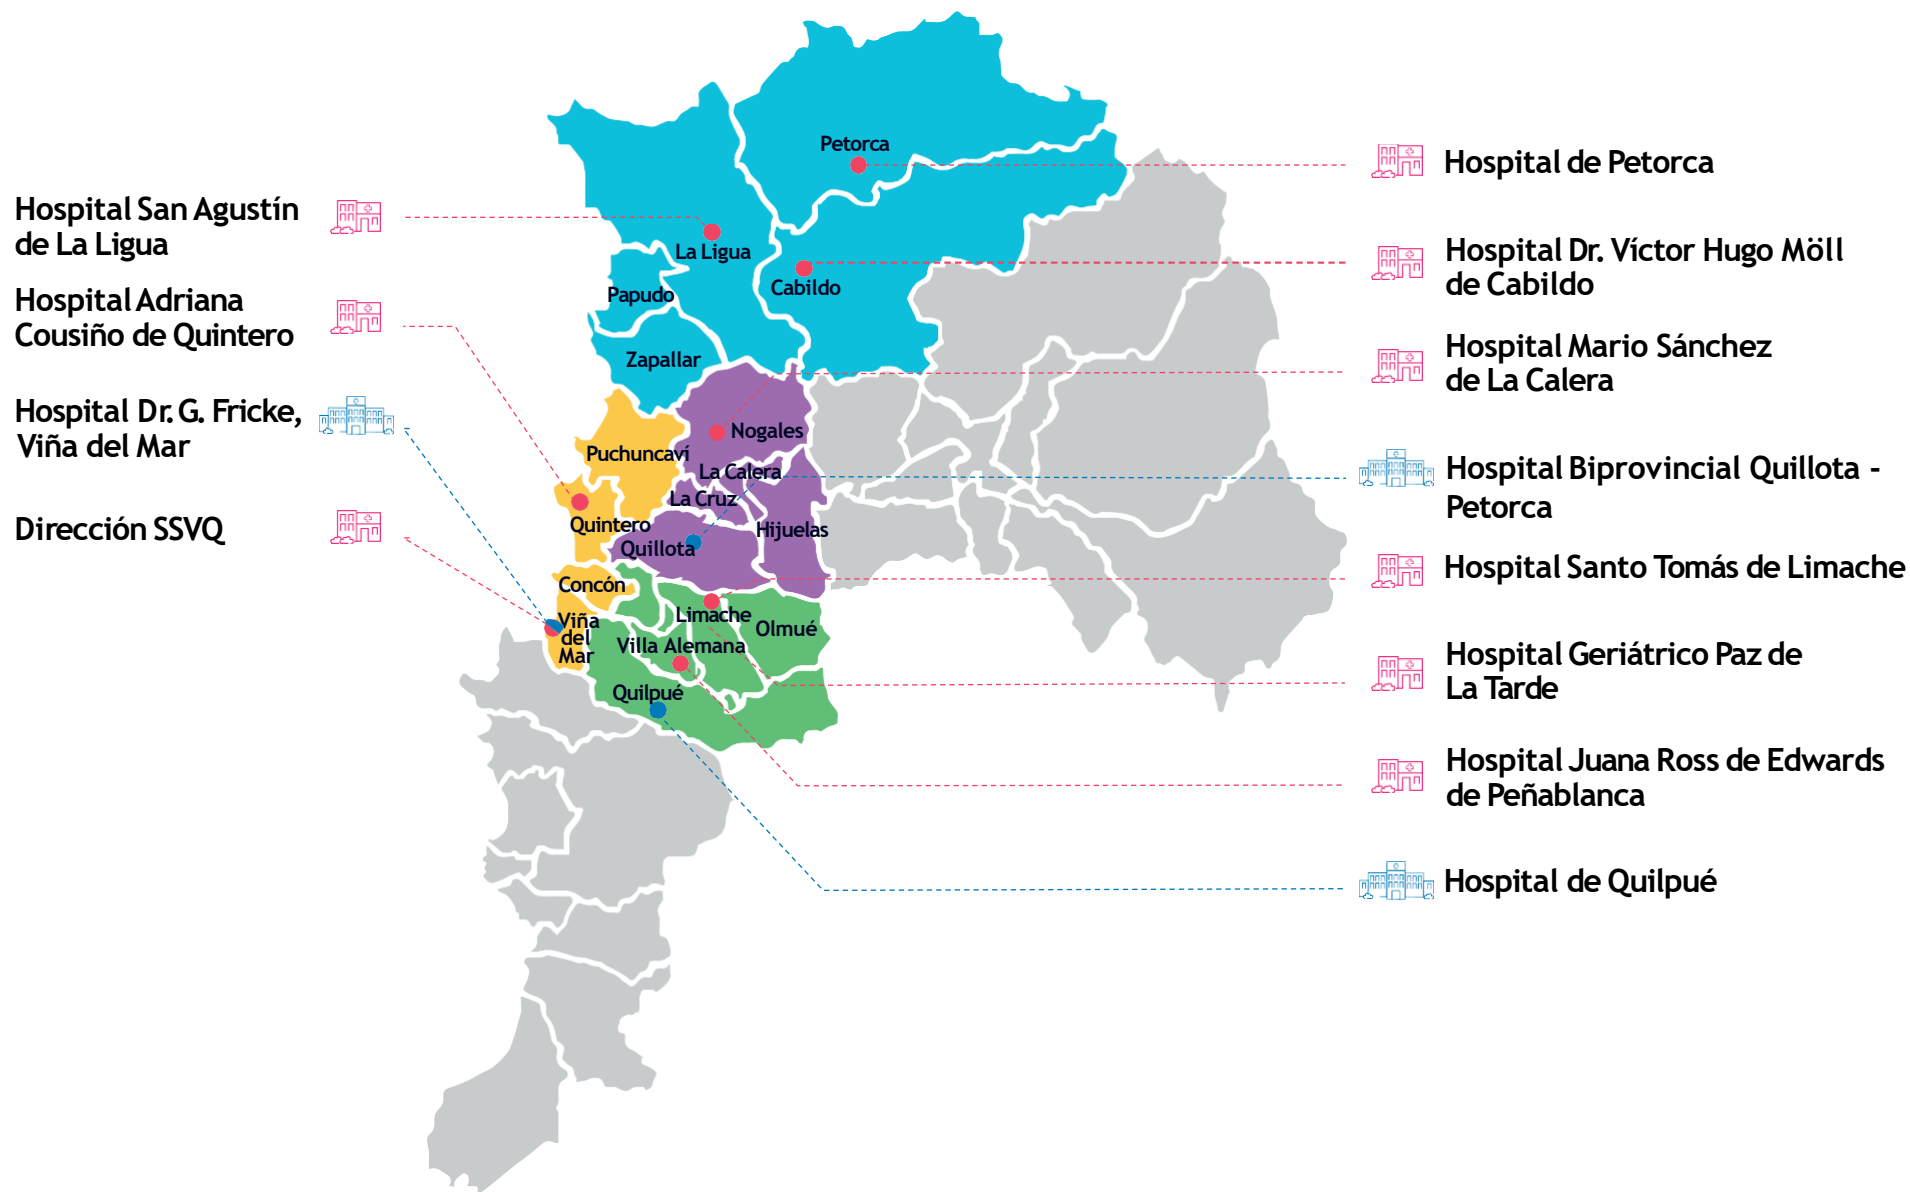 Hospital San Agustín
de La Ligua
Hospital Adriana
Cousiño de Quintero
Hospital Dr. G. Fricke,
Viña del Mar
Dirección SSVQ
Petorca
La Ligua
Cabildo
Papudo
Zapallar
Nogales
Puchuncaví
La Calera
La Cruz
Quintero
Hijuelas
Quillota
Concón
Limache
Viña
del
Mar
Olmué
Villa Alemana
Quilpué
Hospital de Petorca
Hospital Dr. Víctor Hugo Möll
de Cabildo
Hospital Mario Sánchez
de La Calera
Hospital Biprovincial Quillota -
Petorca
Hospital Santo Tomás de Limache
Hospital Geriátrico Paz de
La Tarde
Hospital Juana Ross de Edwards
de Peñablanca
Hospital de Quilpué